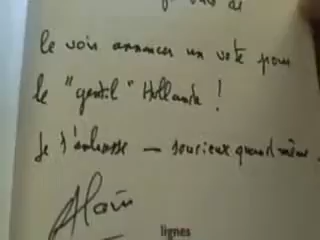 le voir annoncer un vote pour
le "gentil" Hollande !
Je t'embrasse — soucieux quand même.
Alain
lignes